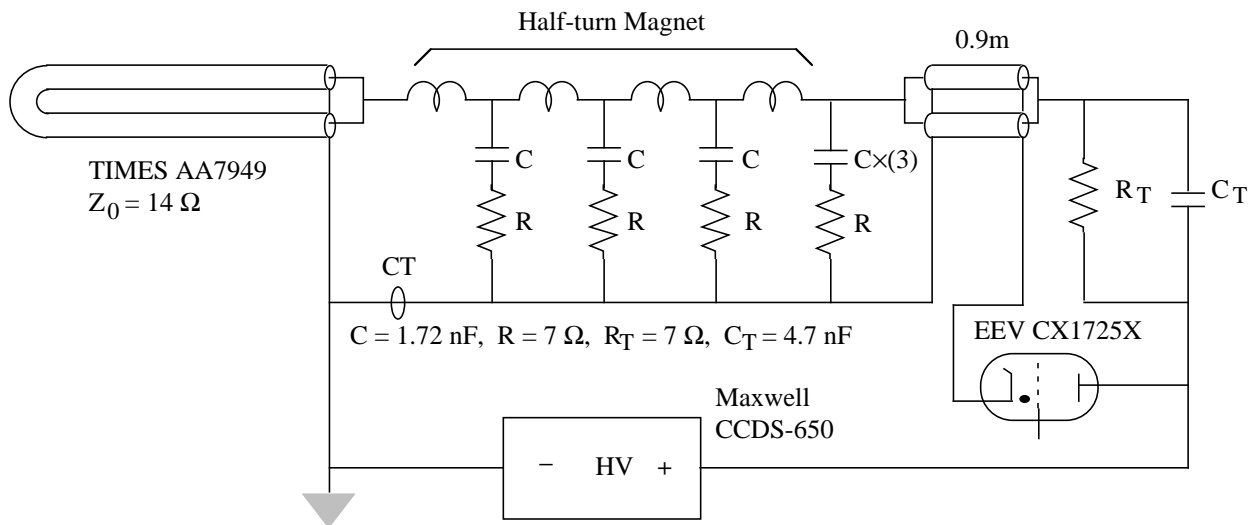 Half-turn Magnet
0.9m
TIMES AA7949
Z0 = 14 Ω
C
C
C
C×(3)
R
R
R
R
RT
CT
CT
C = 1.72 nF, R = 7 Ω, RT = 7 Ω, CT = 4.7 nF
EEV CX1725X
Maxwell
CCDS-650
− HV +